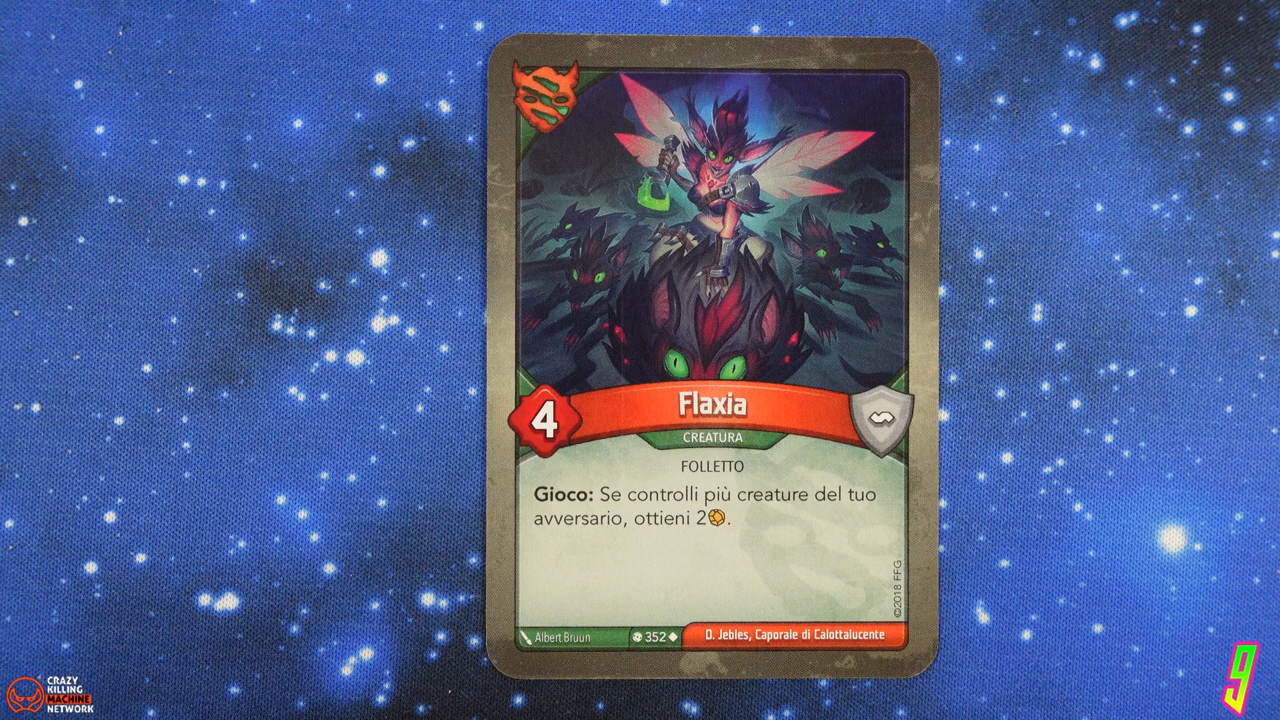 4
Flaxia
CREATURA
FOLLETTO
Gioco: Se controlli più creature del tuo
avversario, ottieni 2.
©2018 FFG
Albert Bruun
352
D. Jebles, Caporale di Calottalucente
CRAZY
KILLING
MACHINE
NETWORK
9